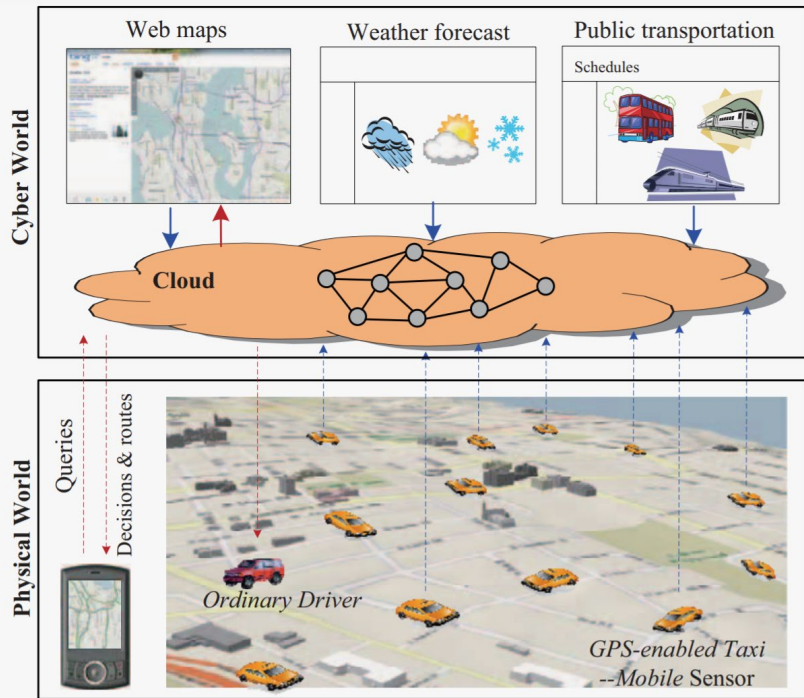 Web maps
Weather forecast
Public transportation
Schedules
Cyber World
Cloud
Physical World
Queries
Decisions & routes
Ordinary Driver
GPS-enabled Taxi
--Mobile Sensor